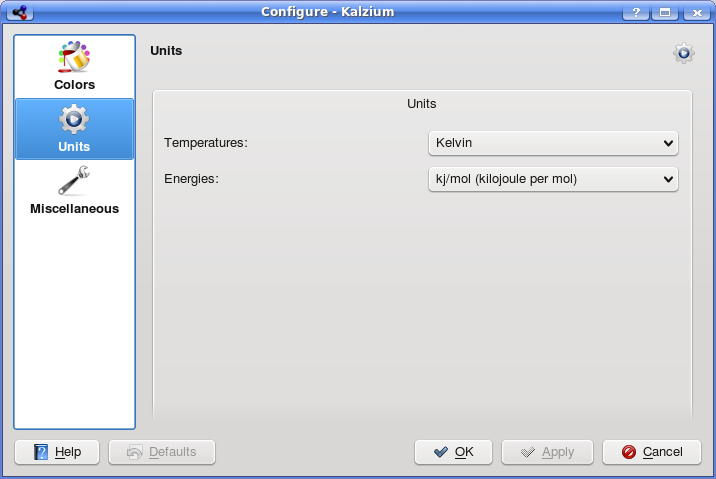 Configure - Kalzium
Colors
Units
Miscellaneous
Units
Units
Temperatures: Kelvin
Energies: kj/mol (kilojoule per mol)
Help Defaults OK Apply Cancel